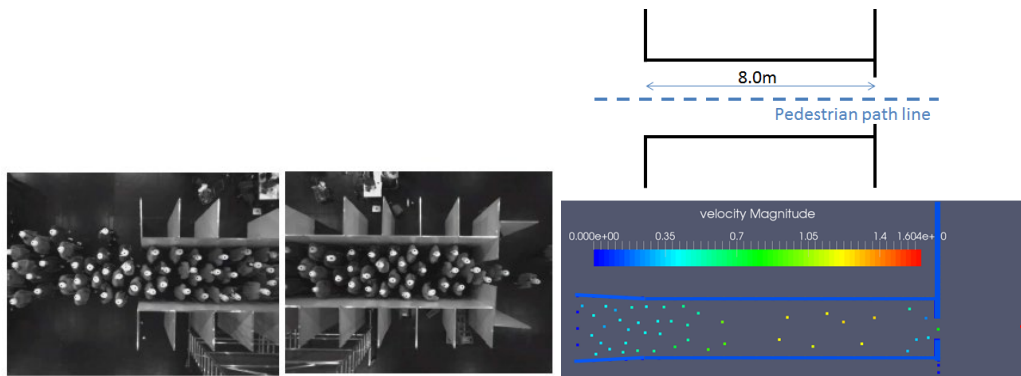 8.0m
Pedestrian path line
velocity Magnitude
0.000e+00 0.35 0.7 1.05 1.4 1.604e+ 0